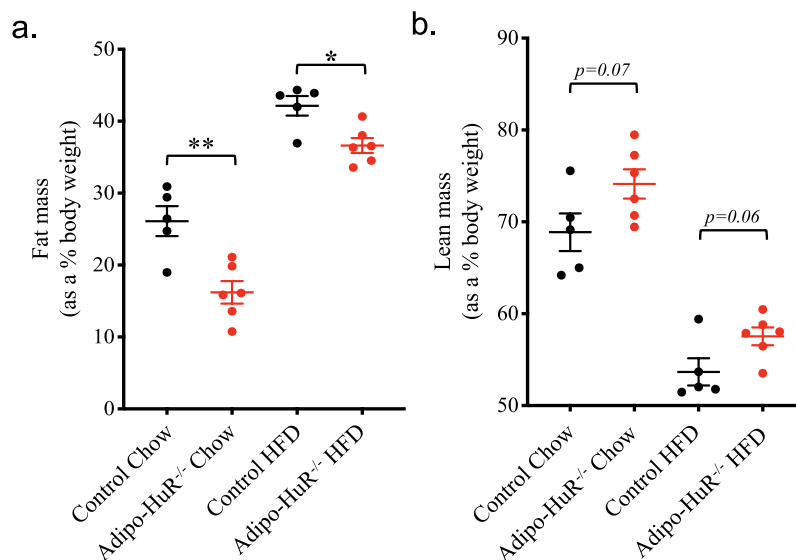 a.
Fat mass
(as a % body weight)
50
40
30
20
10
0
**
*
Control Chow
Adipo-HuR-/- Chow
Control HFD
Adipo-HuR-/- HFD
b.
Lean mass
(as a % body weight)
90
80
70
60
50
p=0.07
p=0.06
Control Chow
Adipo-HuR-/- Chow
Control HFD
Adipo-HuR-/- HFD